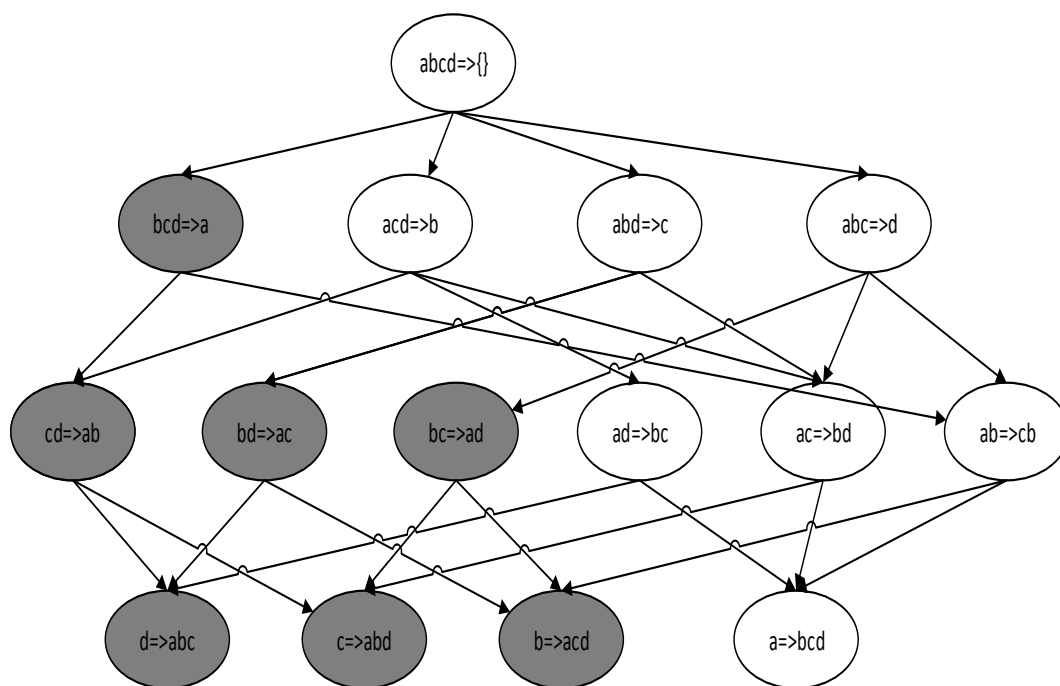 abcd=>{}
bcd=>a
acd=>b
abd=>c
abc=>d
cd=>ab
bd=>ac
bc=>ad
ad=>bc
ac=>bd
ab=>cb
d=>abc
c=>abd
b=>acd
a=>bcd